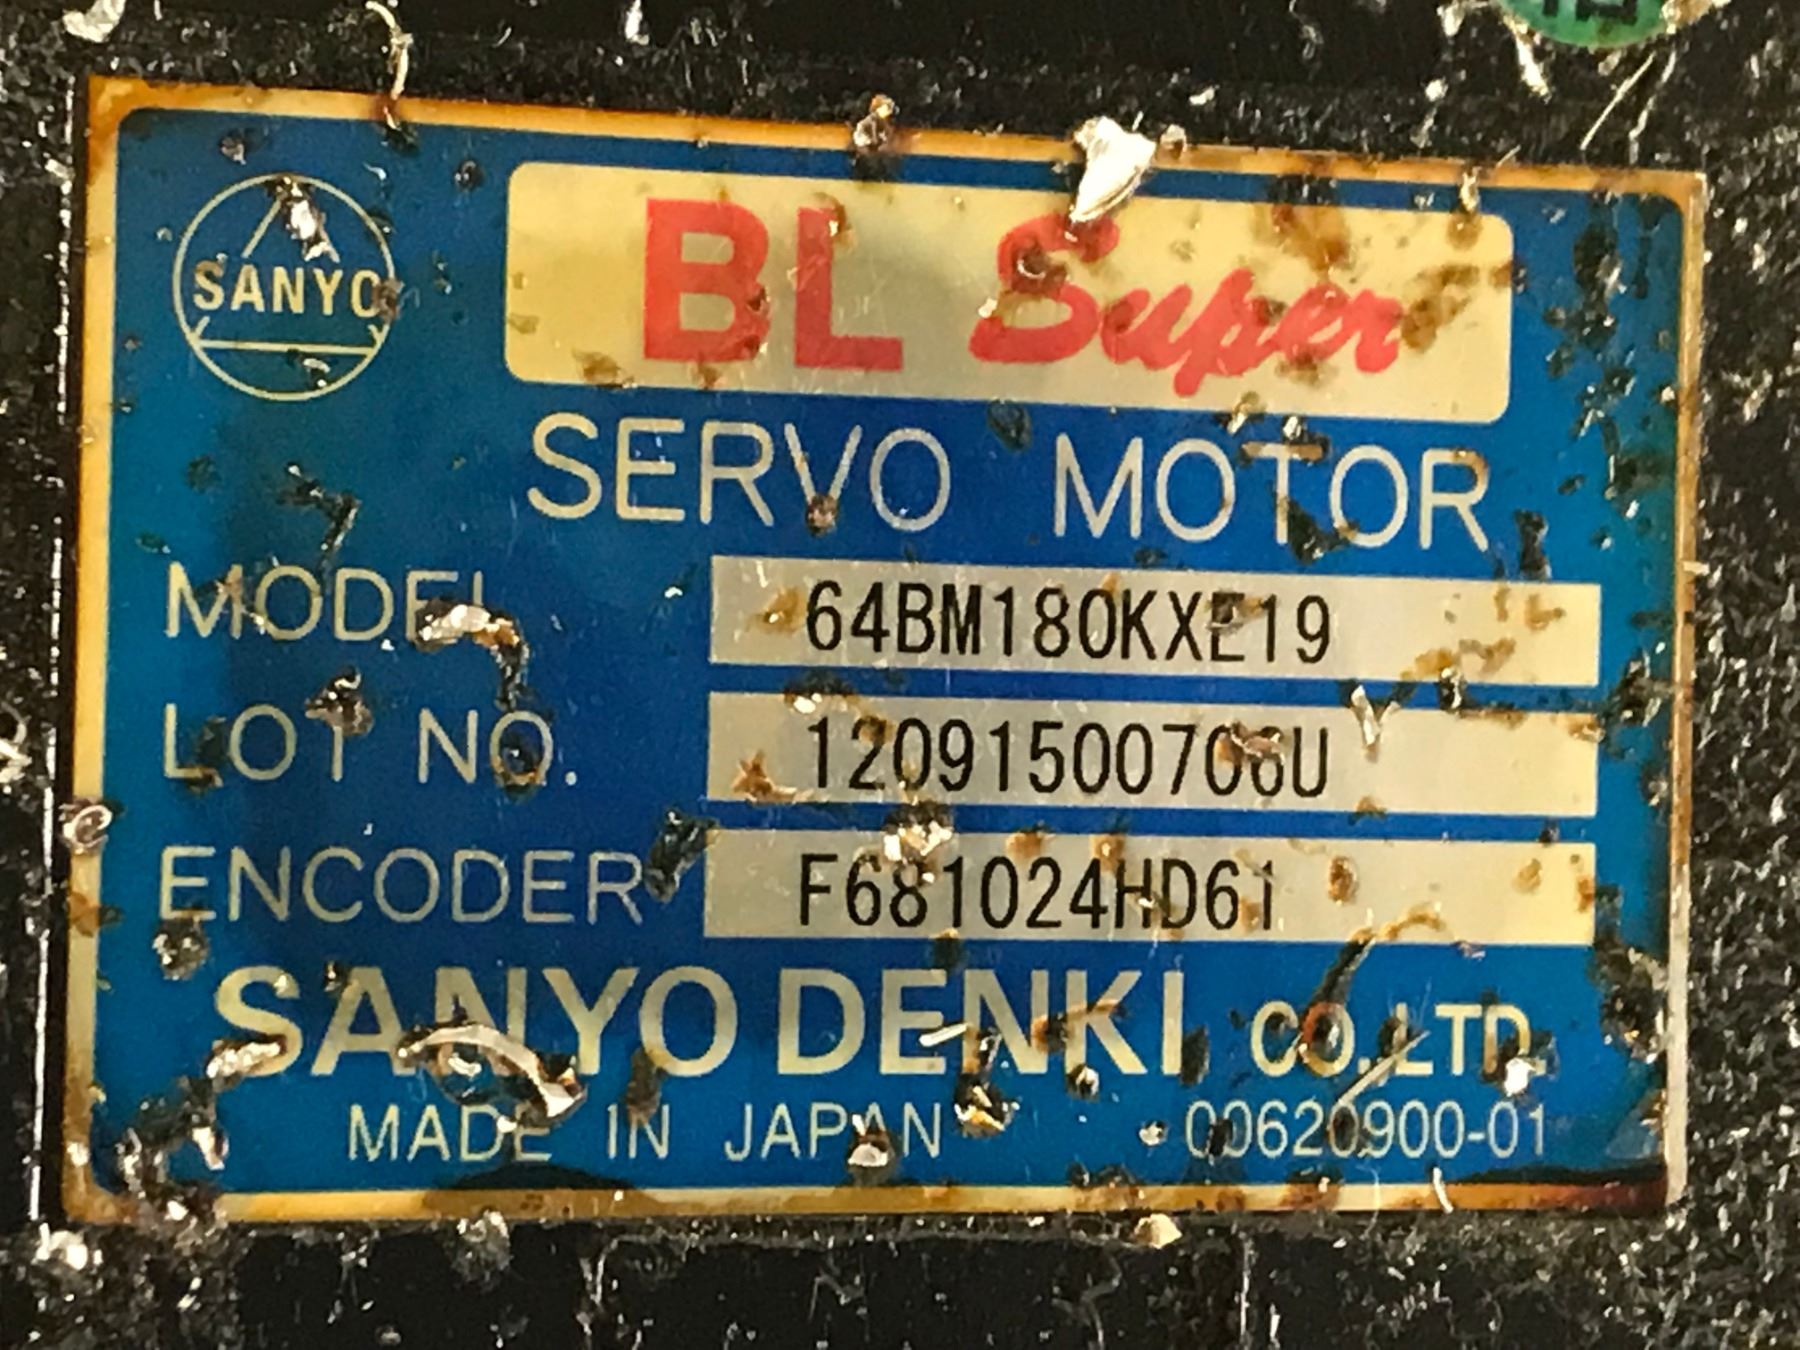 SANYO
BL Super
SERVO MOTOR
MODEL 64BM180KXE19
LOT NO. 12091500706U
ENCODER F681024HD61
SANYO DENKI CO.,LTD.
MADE IN JAPAN 00620900-01